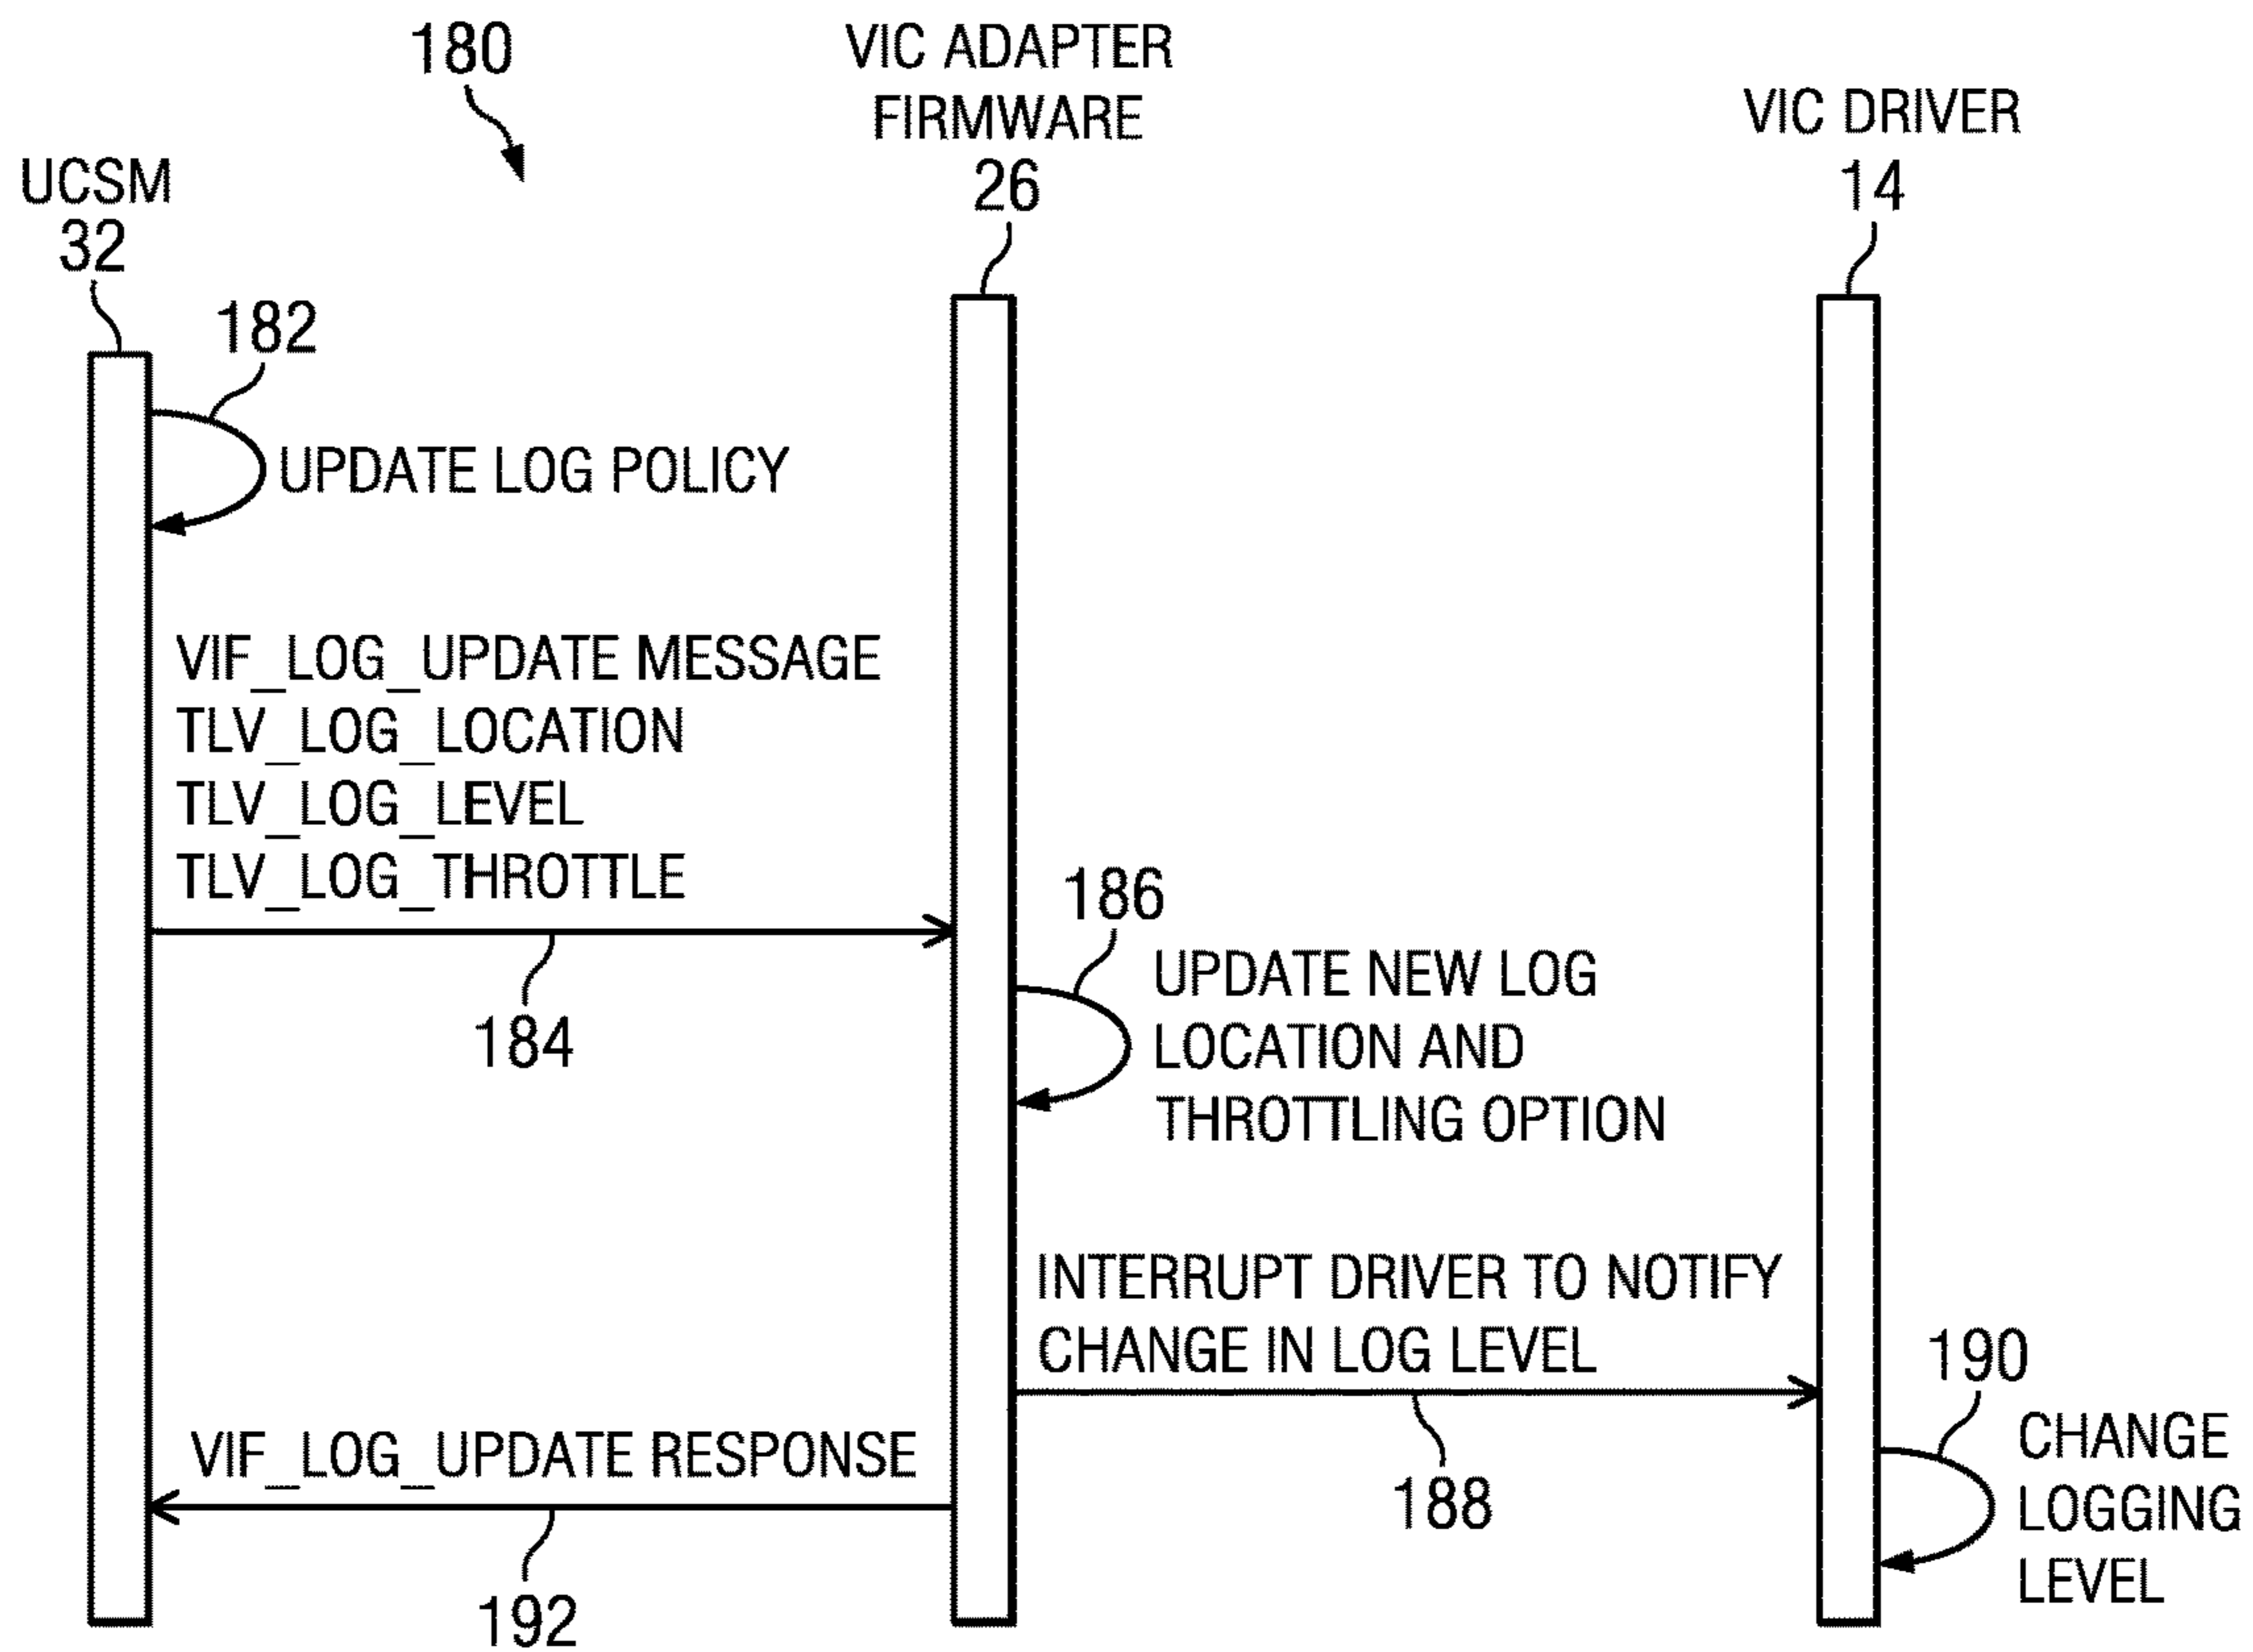 180
VIC ADAPTER
FIRMWARE
26
VIC DRIVER
14
UCSM
32
182
UPDATE LOG POLICY
VIF_LOG_UPDATE MESSAGE
TLV_LOG_LOCATION
TLV_LOG_LEVEL
TLV_LOG_THROTTLE
184
186
UPDATE NEW LOG
LOCATION AND
THROTTLING OPTION
INTERRUPT DRIVER TO NOTIFY
CHANGE IN LOG LEVEL
188
190
CHANGE
LOGGING
LEVEL
VIF_LOG_UPDATE RESPONSE
192